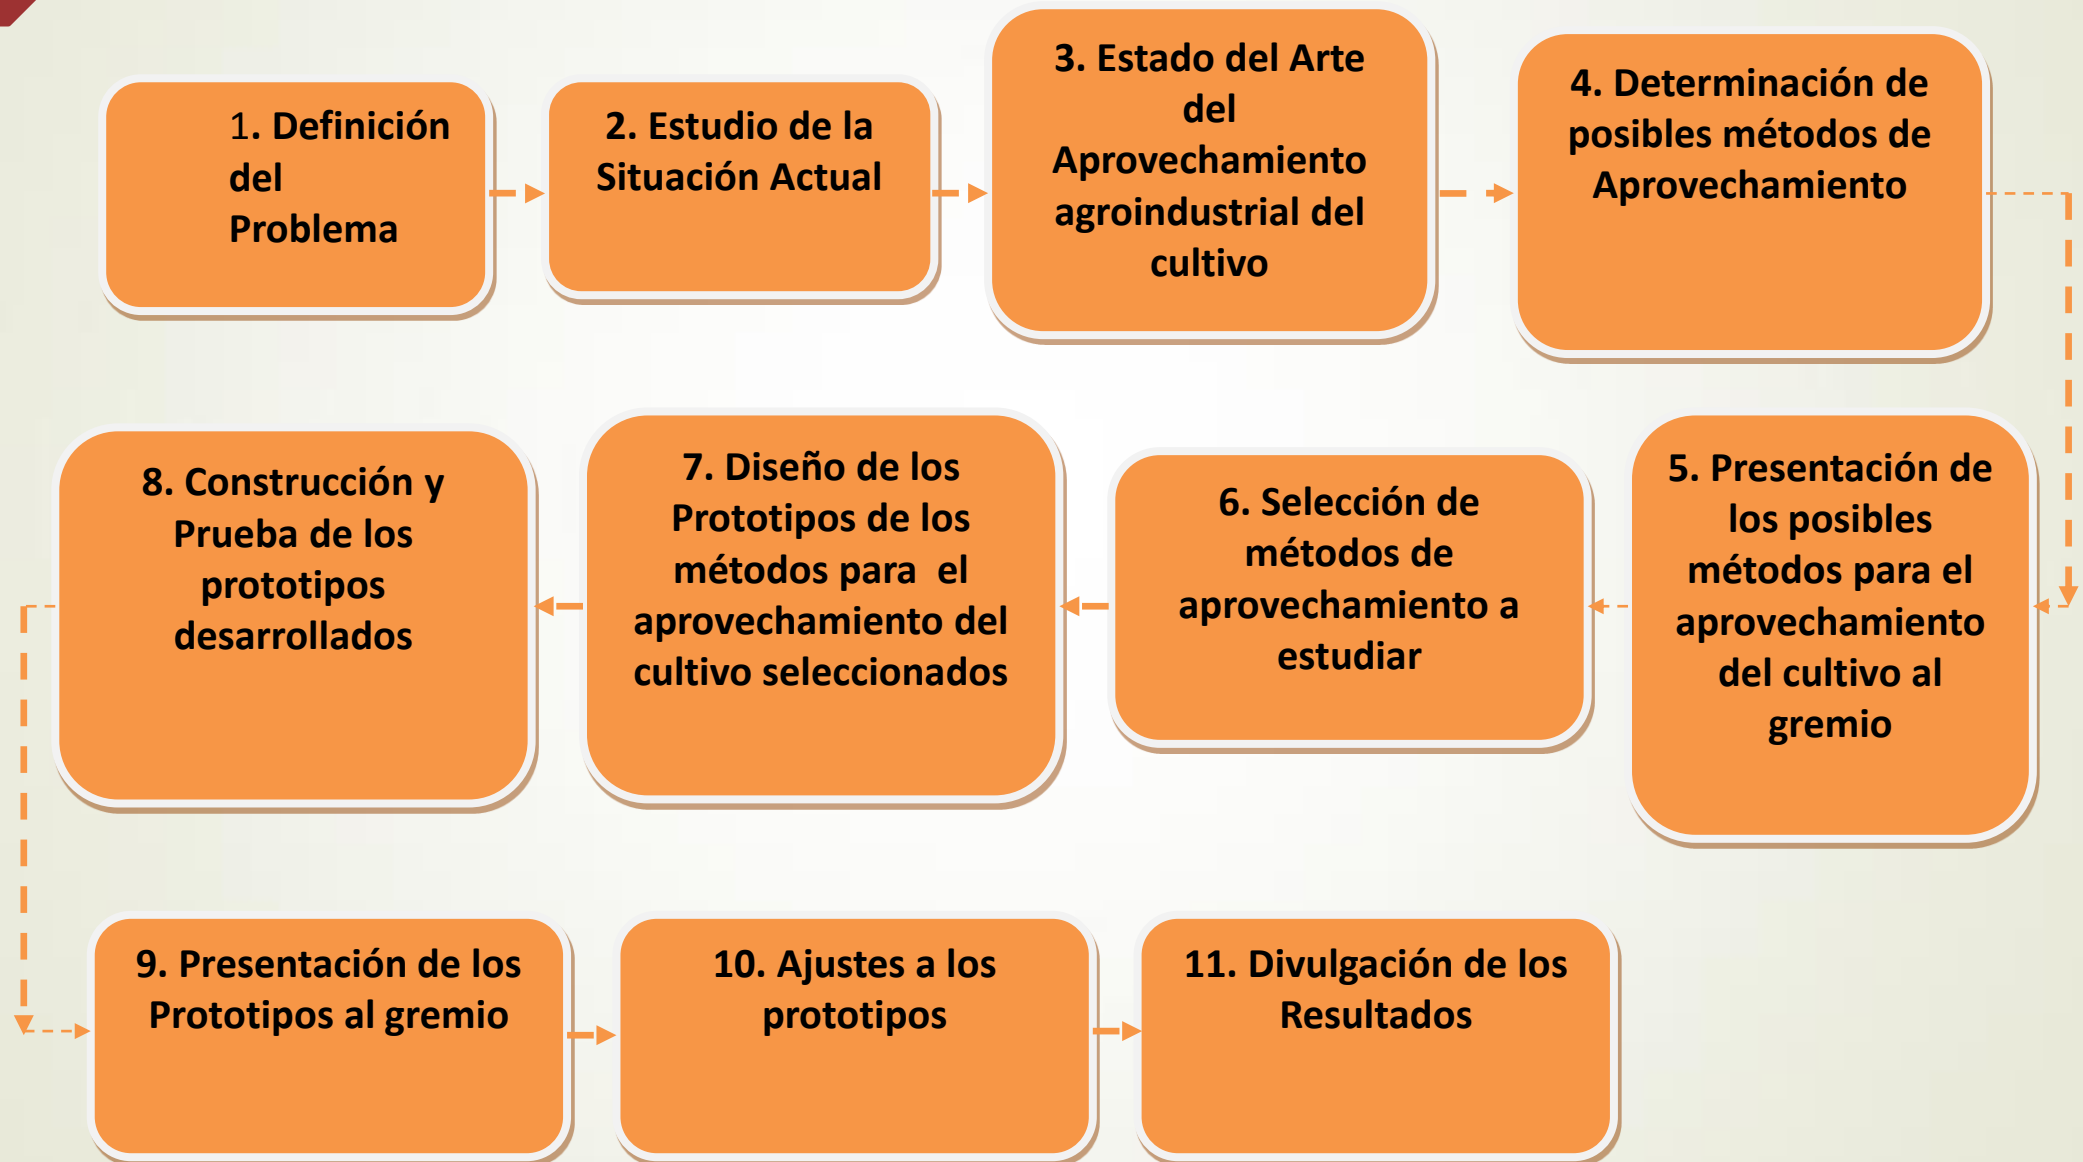 1. Definición
del
Problema
2. Estudio de la
Situación Actual
3. Estado del Arte
del
Aprovechamiento
agroindustrial del
cultivo
4. Determinación de
posibles métodos de
Aprovechamiento
5. Presentación de
los posibles
métodos para el
aprovechamiento
del cultivo al
gremio
6. Selección de
métodos de
aprovechamiento a
estudiar
7. Diseño de los
Prototipos de los
métodos para  el
aprovechamiento del
cultivo seleccionados
8. Construcción y
Prueba de los
prototipos
desarrollados
9. Presentación de los
Prototipos al gremio
10. Ajustes a los
prototipos
11. Divulgación de los
Resultados